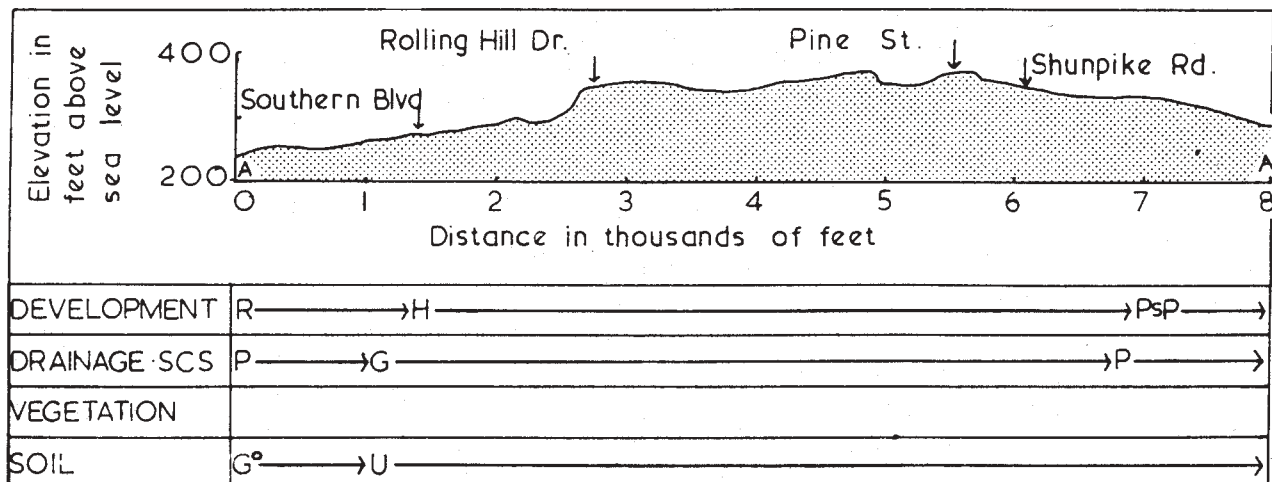 Elevation in
feet above
sea level
400
200
Rolling Hill Dr.
Pine St.
Southern Blvd
Shunpike Rd.
A
A
0 1 2 3 4 5 6 7 8
Distance in thousands of feet
DEVELOPMENT R H PsP
DRAINAGE·SCS P G P
VEGETATION
SOIL G° U